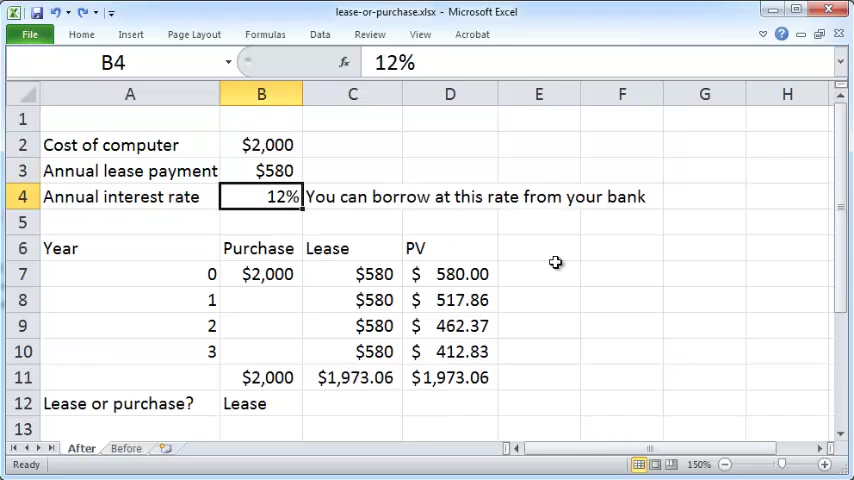 lease-or-purchase.xlsx - Microsoft Excel
File Home Insert Page Layout Formulas Data Review View Acrobat
B4 fx 12%
A B C D E F G H
1
2 Cost of computer $2,000
3 Annual lease payment $580
4 Annual interest rate 12% You can borrow at this rate from your bank
5
6 Year Purchase Lease PV
7 0 $2,000 $580 $ 580.00
8 1 $580 $ 517.86
9 2 $580 $ 462.37
10 3 $580 $ 412.83
11 $2,000 $1,973.06 $1,973.06
12 Lease or purchase? Lease
13
After Before
Ready 150%